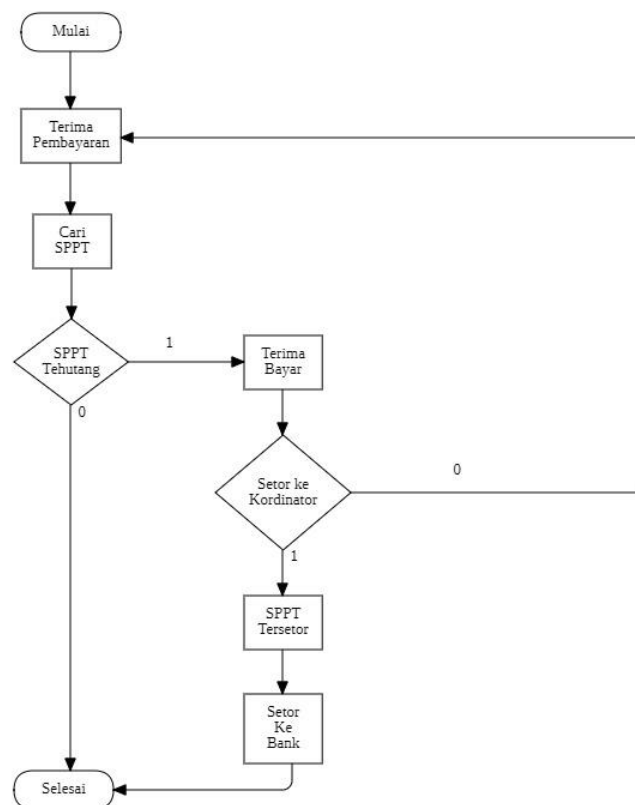 Mulai
Terima
Pembayaran
Cari
SPPT
SPPT
Tehutang
1
0
Terima
Bayar
Setor ke
Kordinator
0
1
SPPT
Tersetor
Setor
Ke
Bank
Selesai